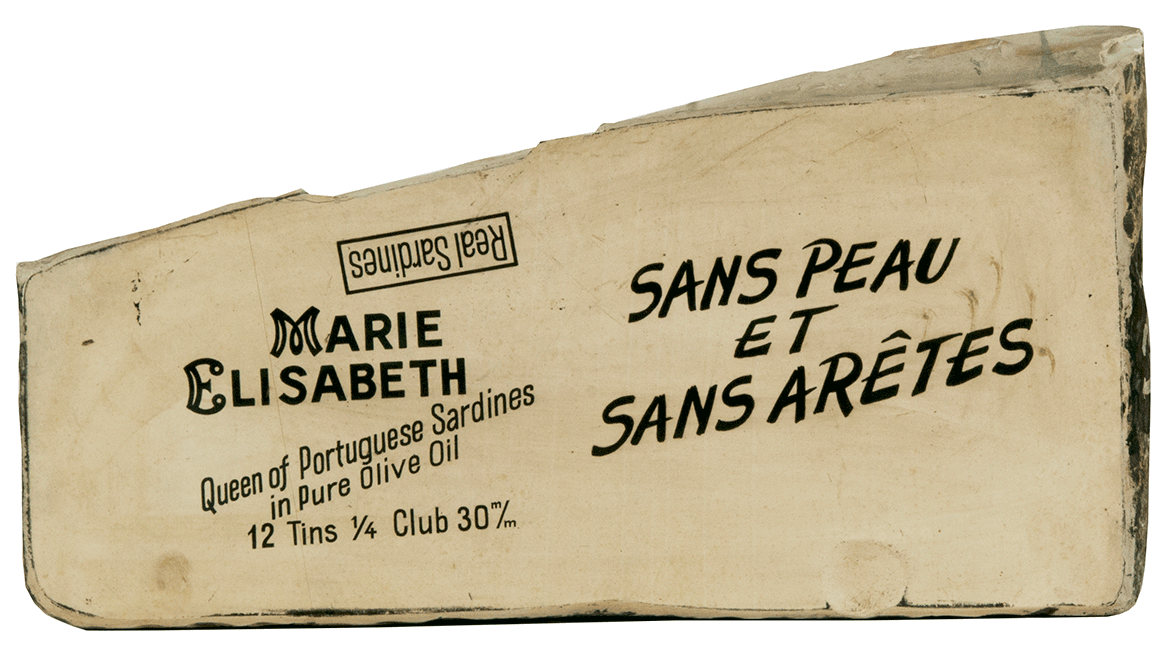 Real Sardines
MARIE
ELISABETH
Queen of Portuguese Sardines
in Pure Olive Oil
12 Tins ¼ Club 30 m/m
SANS PEAU
ET
SANS ARÊTES